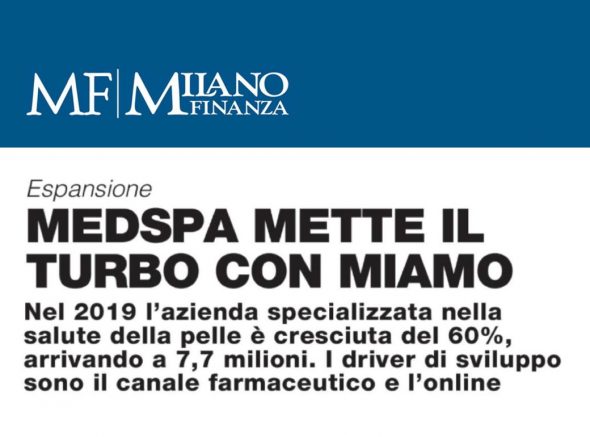 MF|MILANO
FINANZA
Espansione
MEDSPA METTE IL
TURBO CON MIAMO
Nel 2019 l'azienda specializzata nella
salute della pelle è cresciuta del 60%,
arrivando a 7,7 milioni. I driver di sviluppo
sono il canale farmaceutico e l'online